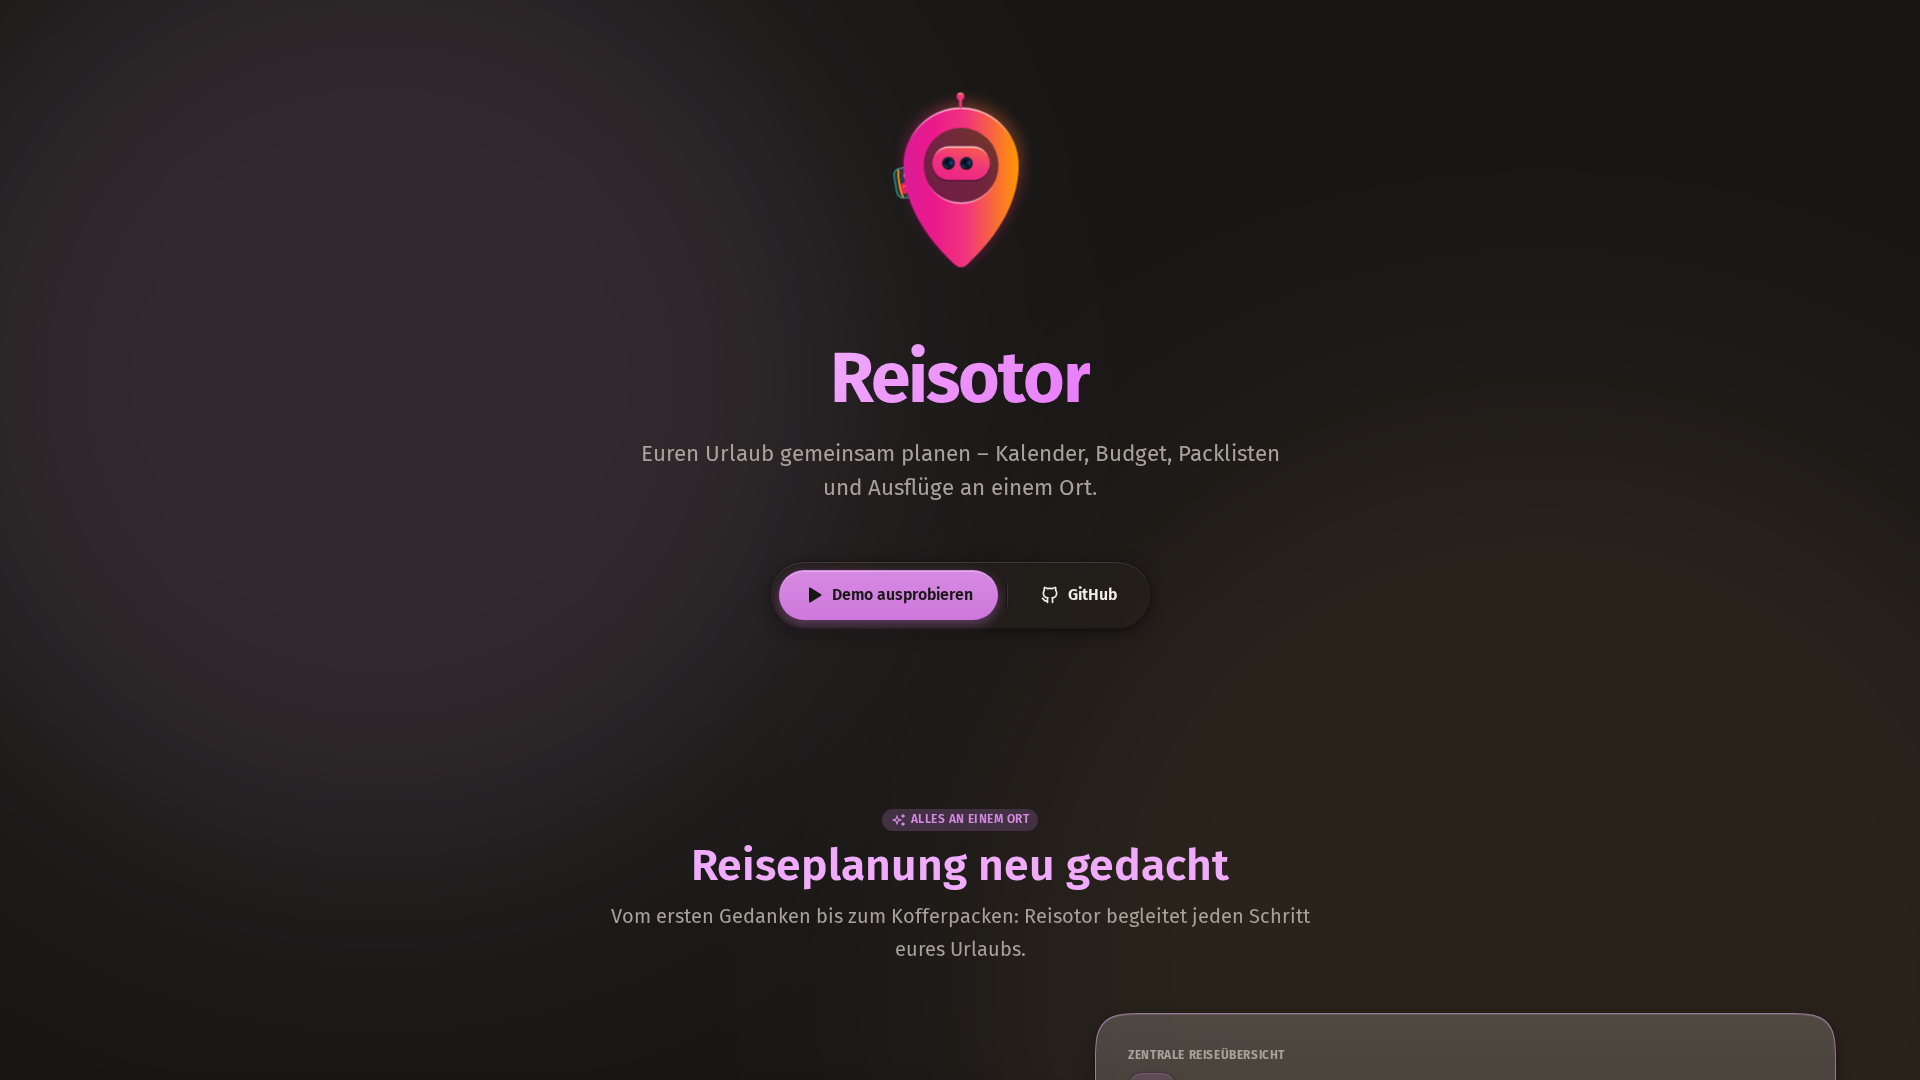 Reisotor
Euren Urlaub gemeinsam planen – Kalender, Budget, Packlisten
und Ausflüge an einem Ort.
Demo ausprobieren
GitHub
ALLES AN EINEM ORT
Reiseplanung neu gedacht
Vom ersten Gedanken bis zum Kofferpacken: Reisotor begleitet jeden Schritt
eures Urlaubs.
ZENTRALE REISEÜBERSICHT